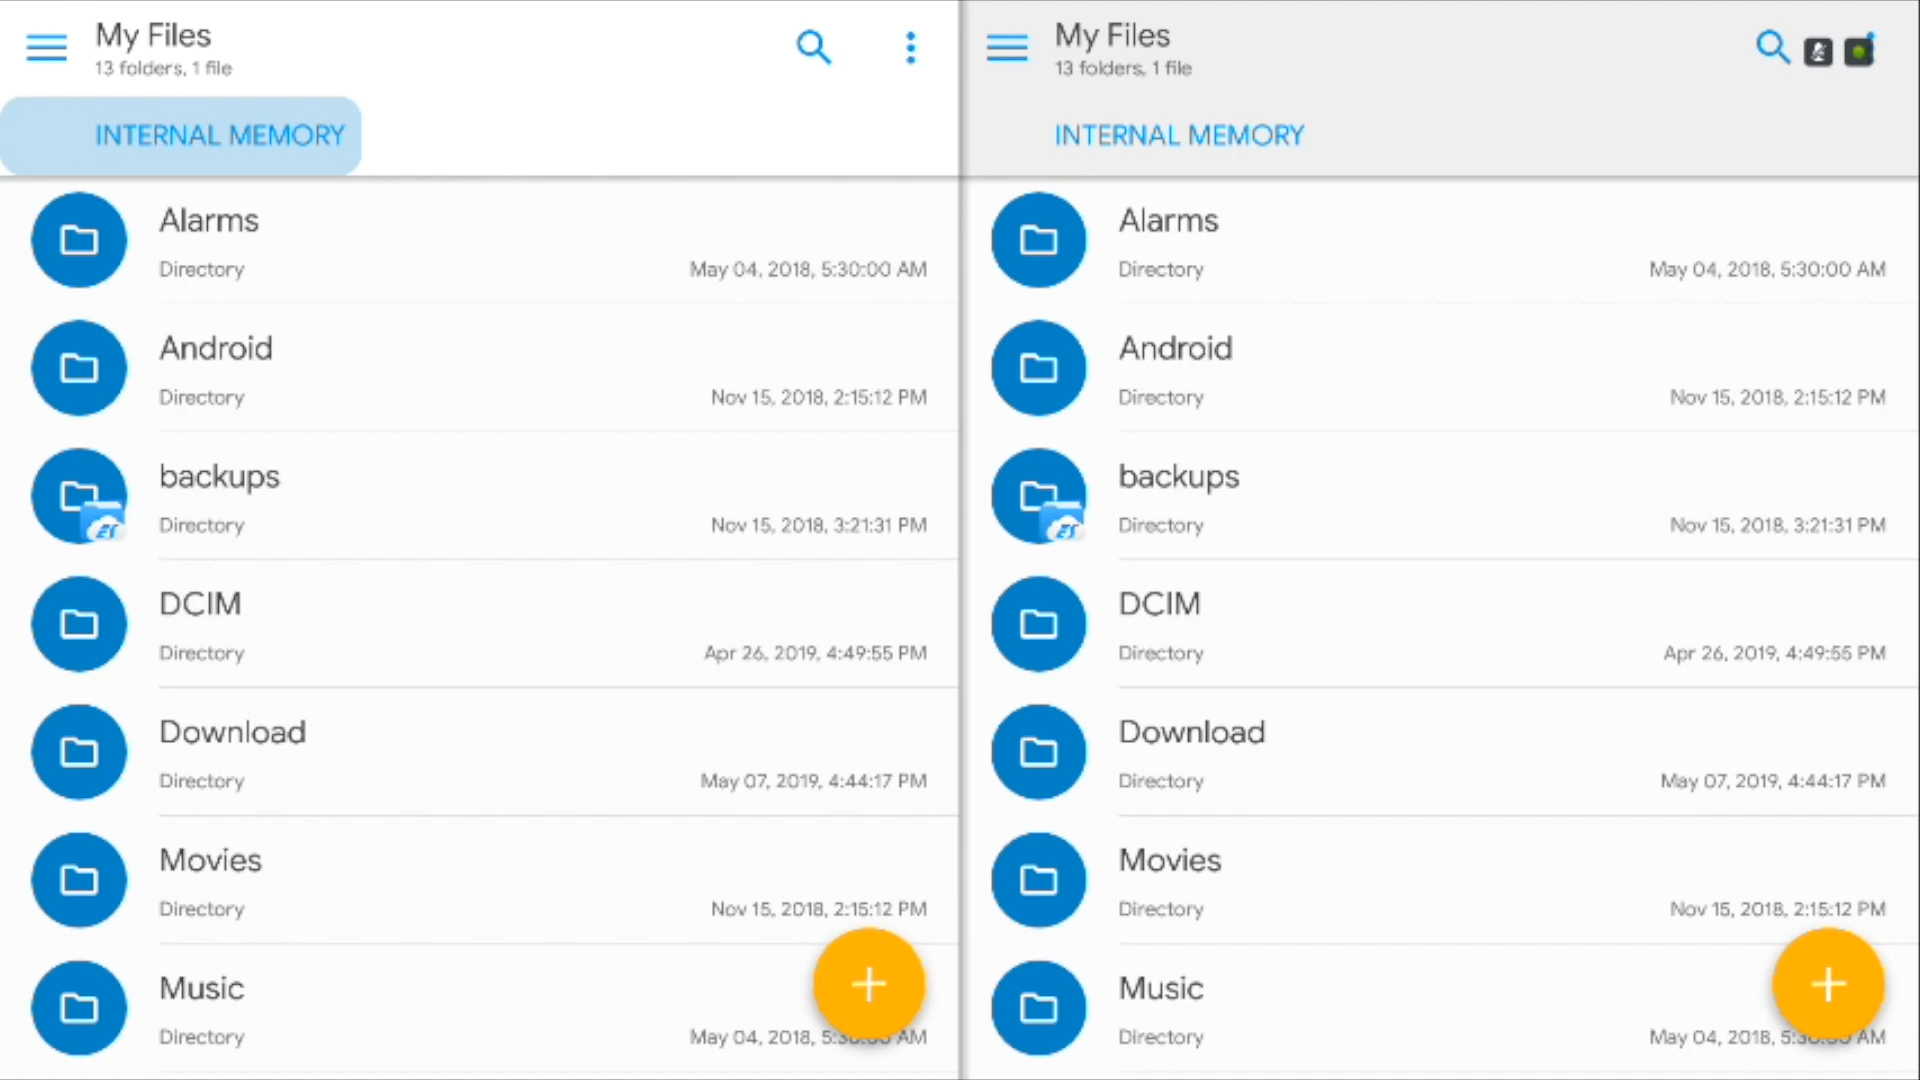 My Files
13 folders, 1 file
INTERNAL MEMORY
Alarms
Directory
May 04, 2018, 5:30:00 AM
Android
Directory
Nov 15, 2018, 2:15:12 PM
backups
Directory
Nov 15, 2018, 3:21:31 PM
ES
DCIM
Directory
Apr 26, 2019, 4:49:55 PM
Download
Directory
May 07, 2019, 4:44:17 PM
Movies
Directory
Nov 15, 2018, 2:15:12 PM
Music
Directory
May 04, 2018, AM
My Files
13 folders, 1 file
INTERNAL MEMORY
Alarms
Directory
May 04, 2018, 5:30:00 AM
Android
Directory
Nov 15, 2018, 2:15:12 PM
backups
Directory
Nov 15, 2018, 3:21:31 PM
ES
DCIM
Directory
Apr 26, 2019, 4:49:55 PM
Download
Directory
May 07, 2019, 4:44:17 PM
Movies
Directory
Nov 15, 2018, 2:15:12 PM
Music
Directory
May 04, 2018, AM